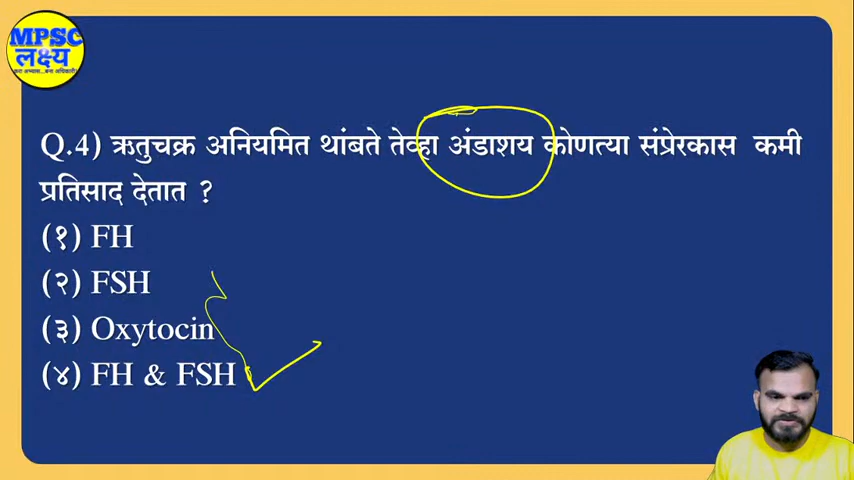 MPSC
लक्ष्य
Q.4) ऋतुचक्र अनियमित थांबते तेव्हा अंडाशय कोणत्या संप्रेरकास कमी
प्रतिसाद देतात ?
(१) FH
(२) FSH
(३) Oxytocin
(४) FH & FSH